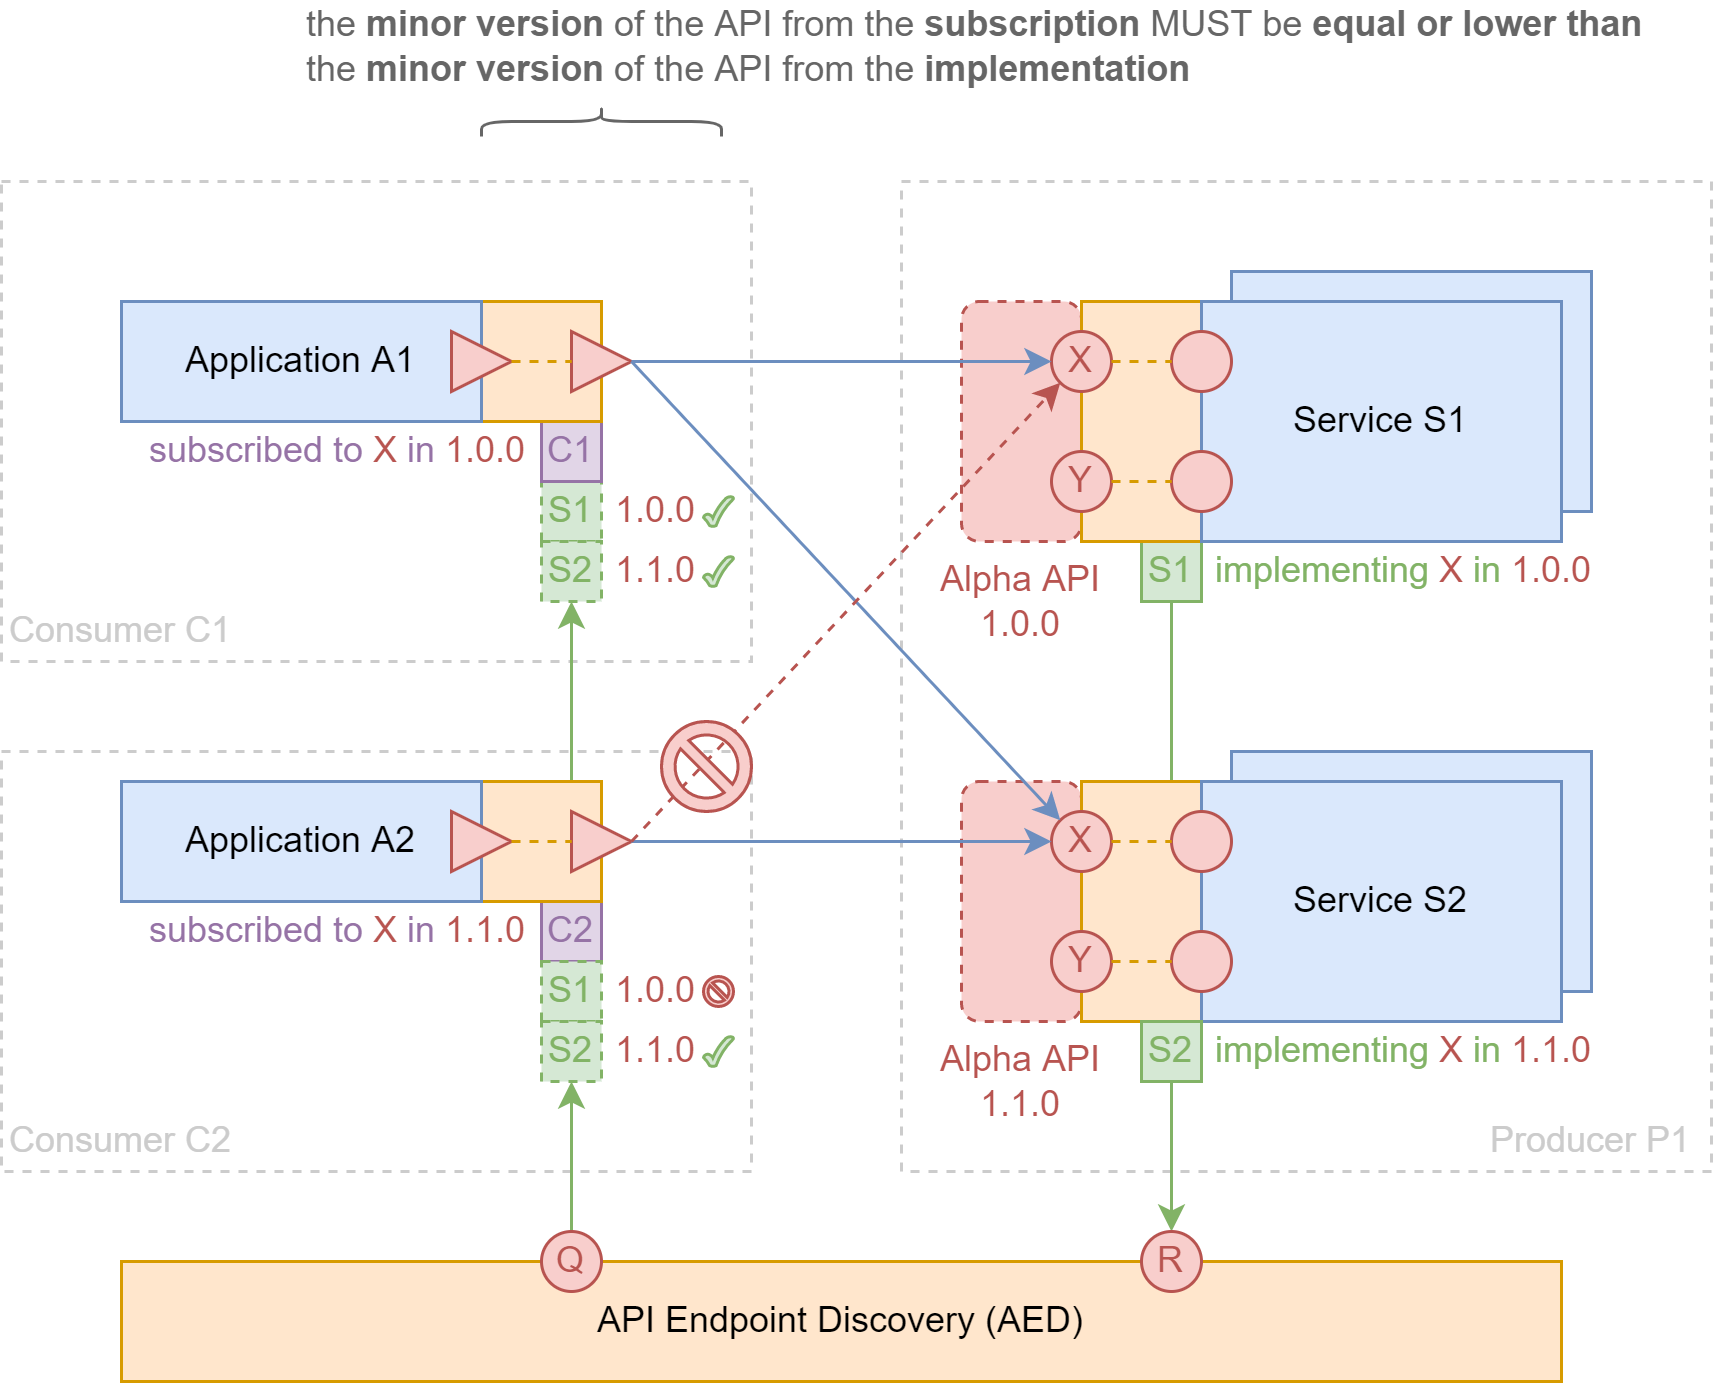 the minor version of the API from the subscription MUST be equal or lower than
the minor version of the API from the implementation
Application A1
subscribed to X in 1.0.0
C1
S1 1.0.0
S2 1.1.0
Consumer C1
X
Y
Service S1
Alpha API
1.0.0
S1 implementing X in 1.0.0
Application A2
subscribed to X in 1.1.0
C2
S1 1.0.0
S2 1.1.0
Consumer C2
X
Y
Service S2
Alpha API
1.1.0
S2 implementing X in 1.1.0
Producer P1
Q
R
API Endpoint Discovery (AED)